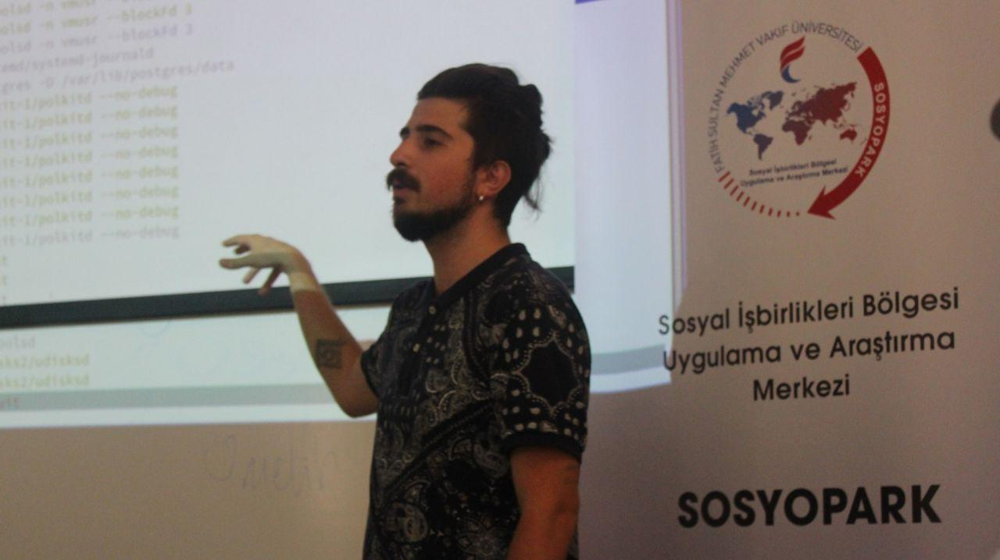 olsd -n vmusr --blockFd 3
olsd -n vmusr --blockFd 3
emd/systemd-journald
gres -D /var/lib/postgres/data
it-1/polkitd --no-debug
it-1/polkitd --no-debug
it-1/polkitd --no-debug
it-1/polkitd --no-debug
it-1/polkitd --no-debug
it-1/polkitd --no-debug
it-1/polkitd --no-debug
it-1/polkitd --no-debug
t
t
oolsd
sks2/udisksd
sks2/udisksd
FATİH SULTAN MEHMET VAKIF ÜNİVERSİTESİ
SOSYOPARK
Sosyal İşbirlikleri Bölgesi
Uygulama ve Araştırma Merkezi
Sosyal İşbirlikleri Bölgesi
Uygulama ve Araştırma
Merkezi
SOSYOPARK